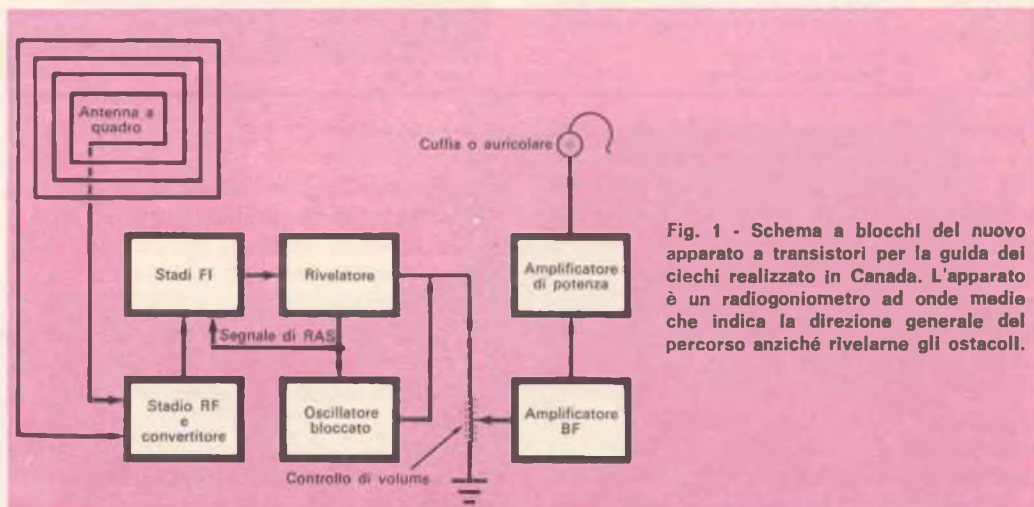 Antenna a
quadro
Cuffia o auricolare
Stadi FI
Rivelatore
Amplificatore
di potenza
Segnale di RAS
Stadio RF
e
convertitore
Oscillatore
bloccato
Amplificatore
BF
Controllo di volume
Fig. 1 - Schema a blocchi del nuovo
apparato a transistori per la guida dei
ciechi realizzato in Canada. L'apparato
è un radiogoniometro ad onde medie
che indica la direzione generale del
percorso anziché rivelarne gli ostacoli.